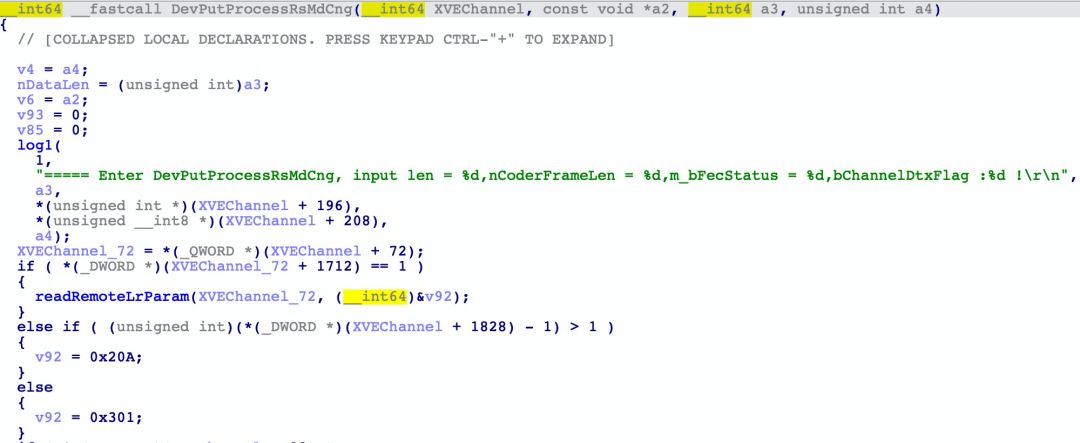 __int64 __fastcall DevPutProcessRsMdCng(__int64 XVEChannel, const void *a2, __int64 a3, unsigned int a4)
{
// [COLLAPSED LOCAL DECLARATIONS. PRESS KEYPAD CTRL-"+" TO EXPAND]
v4 = a4;
nDataLen = (unsigned int)a3;
v6 = a2;
v93 = 0;
v85 = 0;
log1(
1,
"===== Enter DevPutProcessRsMdCng, input len = %d,nCoderFrameLen = %d,m_bFecStatus = %d,bChannelDtxFlag :%d !\r\n",
a3,
*(unsigned int *)(XVEChannel + 196),
*(unsigned __int8 *)(XVEChannel + 208),
a4);
XVEChannel_72 = *(_QWORD *)(XVEChannel + 72);
if ( *(_DWORD *)(XVEChannel_72 + 1712) == 1 )
{
readRemoteLrParam(XVEChannel_72, (__int64)&v92);
}
else if ( (unsigned int)(*(_DWORD *)(XVEChannel + 1828) - 1) > 1 )
{
v92 = 0x20A;
}
else
{
v92 = 0x301;
}